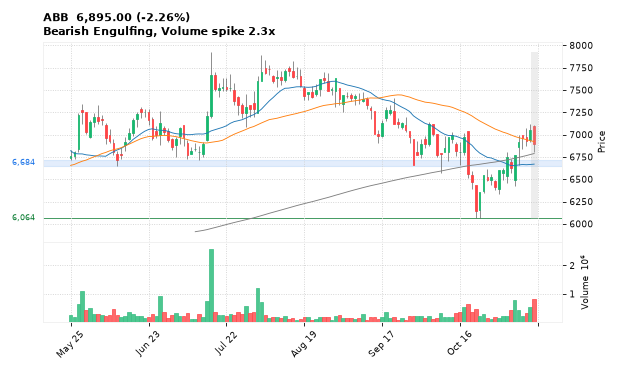 ABB 6,895.00 (-2.26%)
Bearish Engulfing, Volume spike 2.3x
8000
7750
7500
7250
7000
6750
6500
6250
6000
Price
6,684
6,064
2
1
Volume 10⁶
May 25
Jun 23
Jul 22
Aug 19
Sep 17
Oct 16